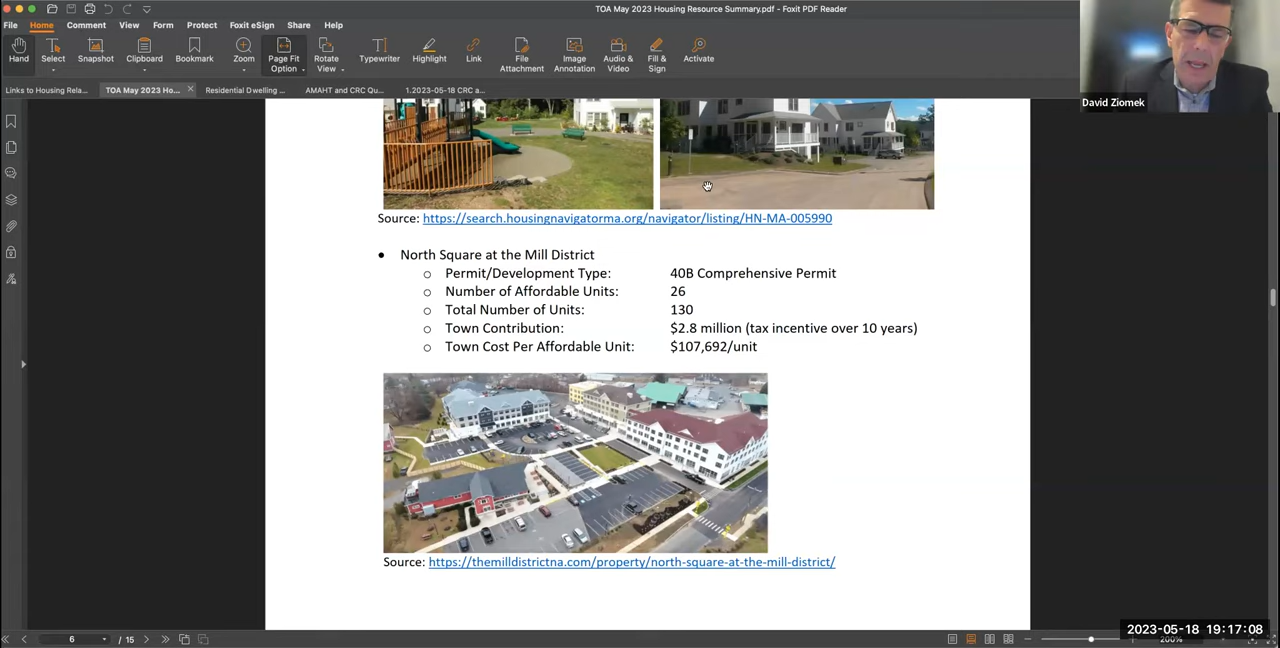 TOA May 2023 Housing Resource Summary.pdf - Foxit PDF Reader
File Home Comment View Form Protect Foxit eSign Share Help
Hand Select Snapshot Clipboard Bookmark Zoom Page Fit Option Rotate View Typewriter Highlight Link File Attachment Image Annotation Audio & Video Fill & Sign Activate
Links to Housing Rela... TOA May 2023 Ho... Residential Dwelling ... AMAHT and CRC Qu... 1.2023-05-18 CRC a...
David Ziomek
Source: https://search.housingnavigatorma.org/navigator/listing/HN-MA-005990
• North Square at the Mill District
o Permit/Development Type: 40B Comprehensive Permit
o Number of Affordable Units: 26
o Total Number of Units: 130
o Town Contribution: $2.8 million (tax incentive over 10 years)
o Town Cost Per Affordable Unit: $107,692/unit
Source: https://themilldistrictna.com/property/north-square-at-the-mill-district/
2023-05-18 19:17:08
6 / 15 200%